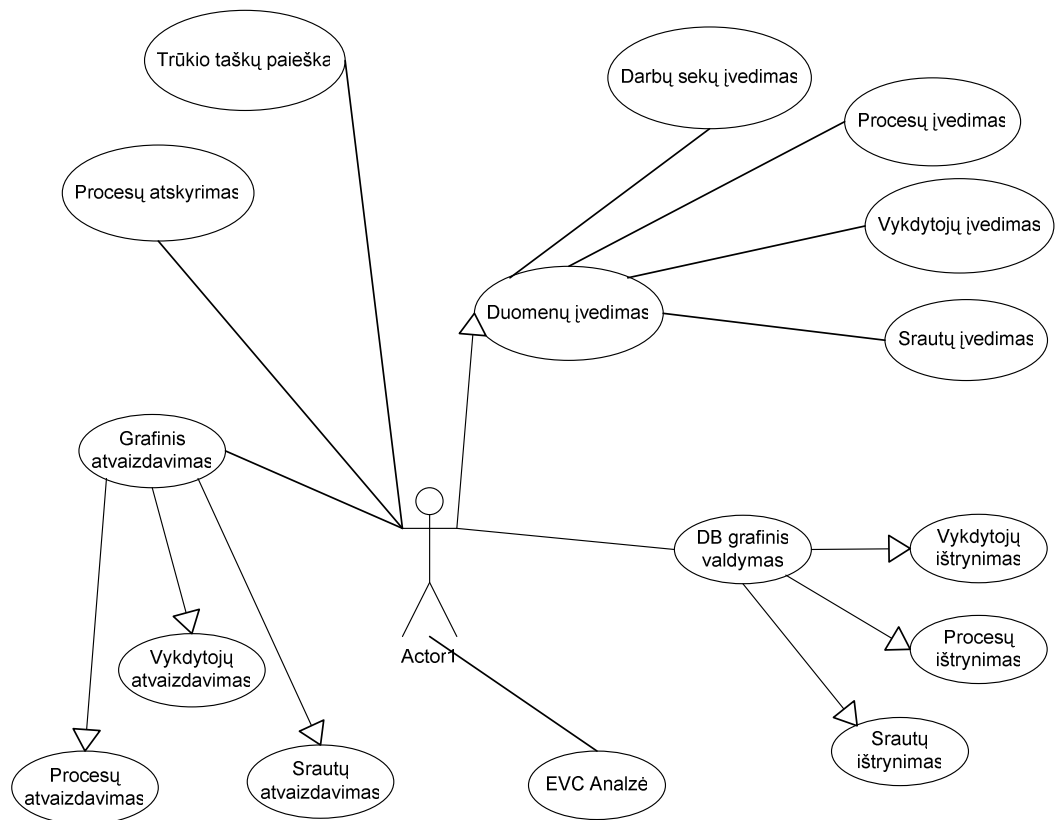 Trūkio taškų paieška
Darbų sekų įvedimas
Procesų įvedimas
Procesų atskyrimas
Vykdytojų įvedimas
Duomenų įvedimas
Srautų įvedimas
Grafinis
atvaizdavimas
DB grafinis
valdymas
Vykdytojų
ištrynimas
Procesų
ištrynimas
Vykdytojų
atvaizdavimas
Actor1
Srautų
ištrynimas
Procesų
atvaizdavimas
Srautų
atvaizdavimas
EVC Analzė